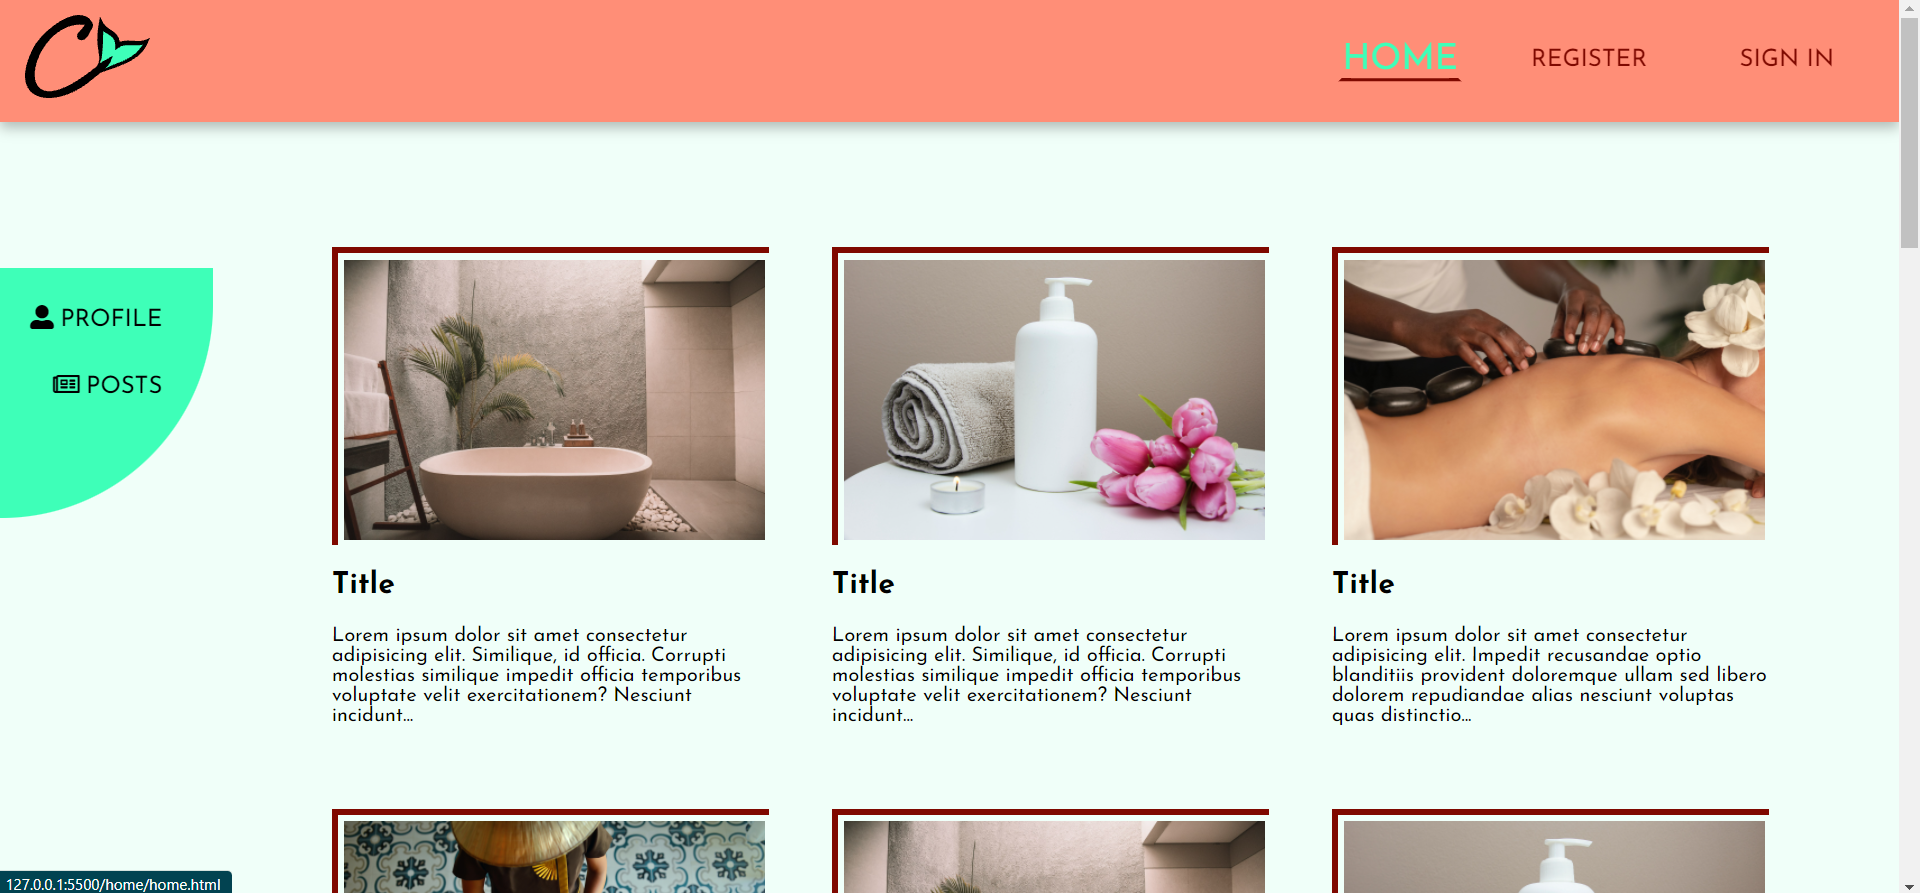 HOME
REGISTER
SIGN IN
PROFILE
POSTS
Title
Lorem ipsum dolor sit amet consectetur
adipisicing elit. Similique, id officia. Corrupti
molestias similique impedit officia temporibus
voluptate velit exercitationem? Nesciunt
incidunt...
Title
Lorem ipsum dolor sit amet consectetur
adipisicing elit. Similique, id officia. Corrupti
molestias similique impedit officia temporibus
voluptate velit exercitationem? Nesciunt
incidunt...
Title
Lorem ipsum dolor sit amet consectetur
adipisicing elit. Impedit recusandae optio
blanditiis provident doloremque ullam sed libero
dolorem repudiandae alias nesciunt voluptas
quas distinctio...
127.0.0.1:5500/home/home.html